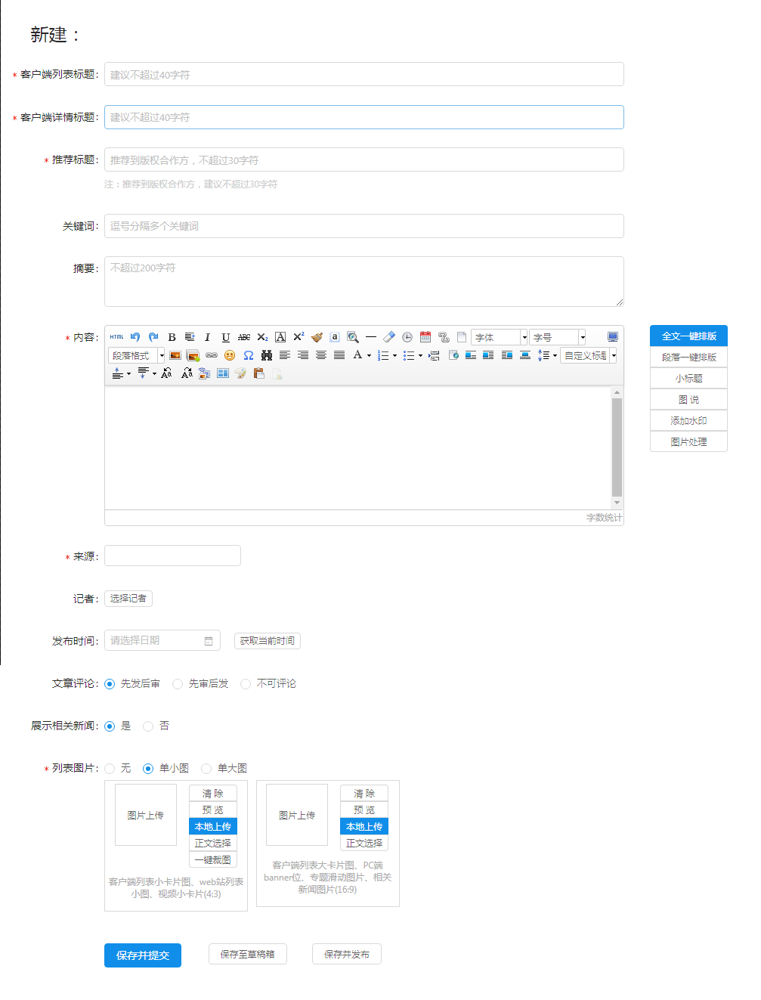 新建：
* 客户端列表标题: 建议不超过40字符
* 客户端详情标题: 建议不超过40字符
* 推荐标题: 推荐到版权合作方，不超过30字符
注：推荐到版权合作方，建议不超过30字符
关键词: 逗号分隔多个关键词
摘要: 不超过200字符
* 内容: HTML B I U ABC X2 A X2 a 字体 字号
段落格式 Ω A 自定义标题
Aa Aa
全文一键排版
段落一键排版
小标题
图 说
添加水印
图片处理
字数统计
* 来源:
记者: 选择记者
发布时间: 请选择日期 获取当前时间
文章评论: 先发后审 先审后发 不可评论
展示相关新闻: 是 否
* 列表图片: 无 单小图 单大图
图片上传
清 除
预 览
本地上传
正文选择
一键裁图
客户端列表小卡片图、web站列表
小图、视频小卡片(4:3)
图片上传
清 除
预 览
本地上传
正文选择
客户端列表大卡片图、PC端
banner位、专题滑动图片、相关
新闻图片(16:9)
保存并提交 保存至草稿箱 保存并发布